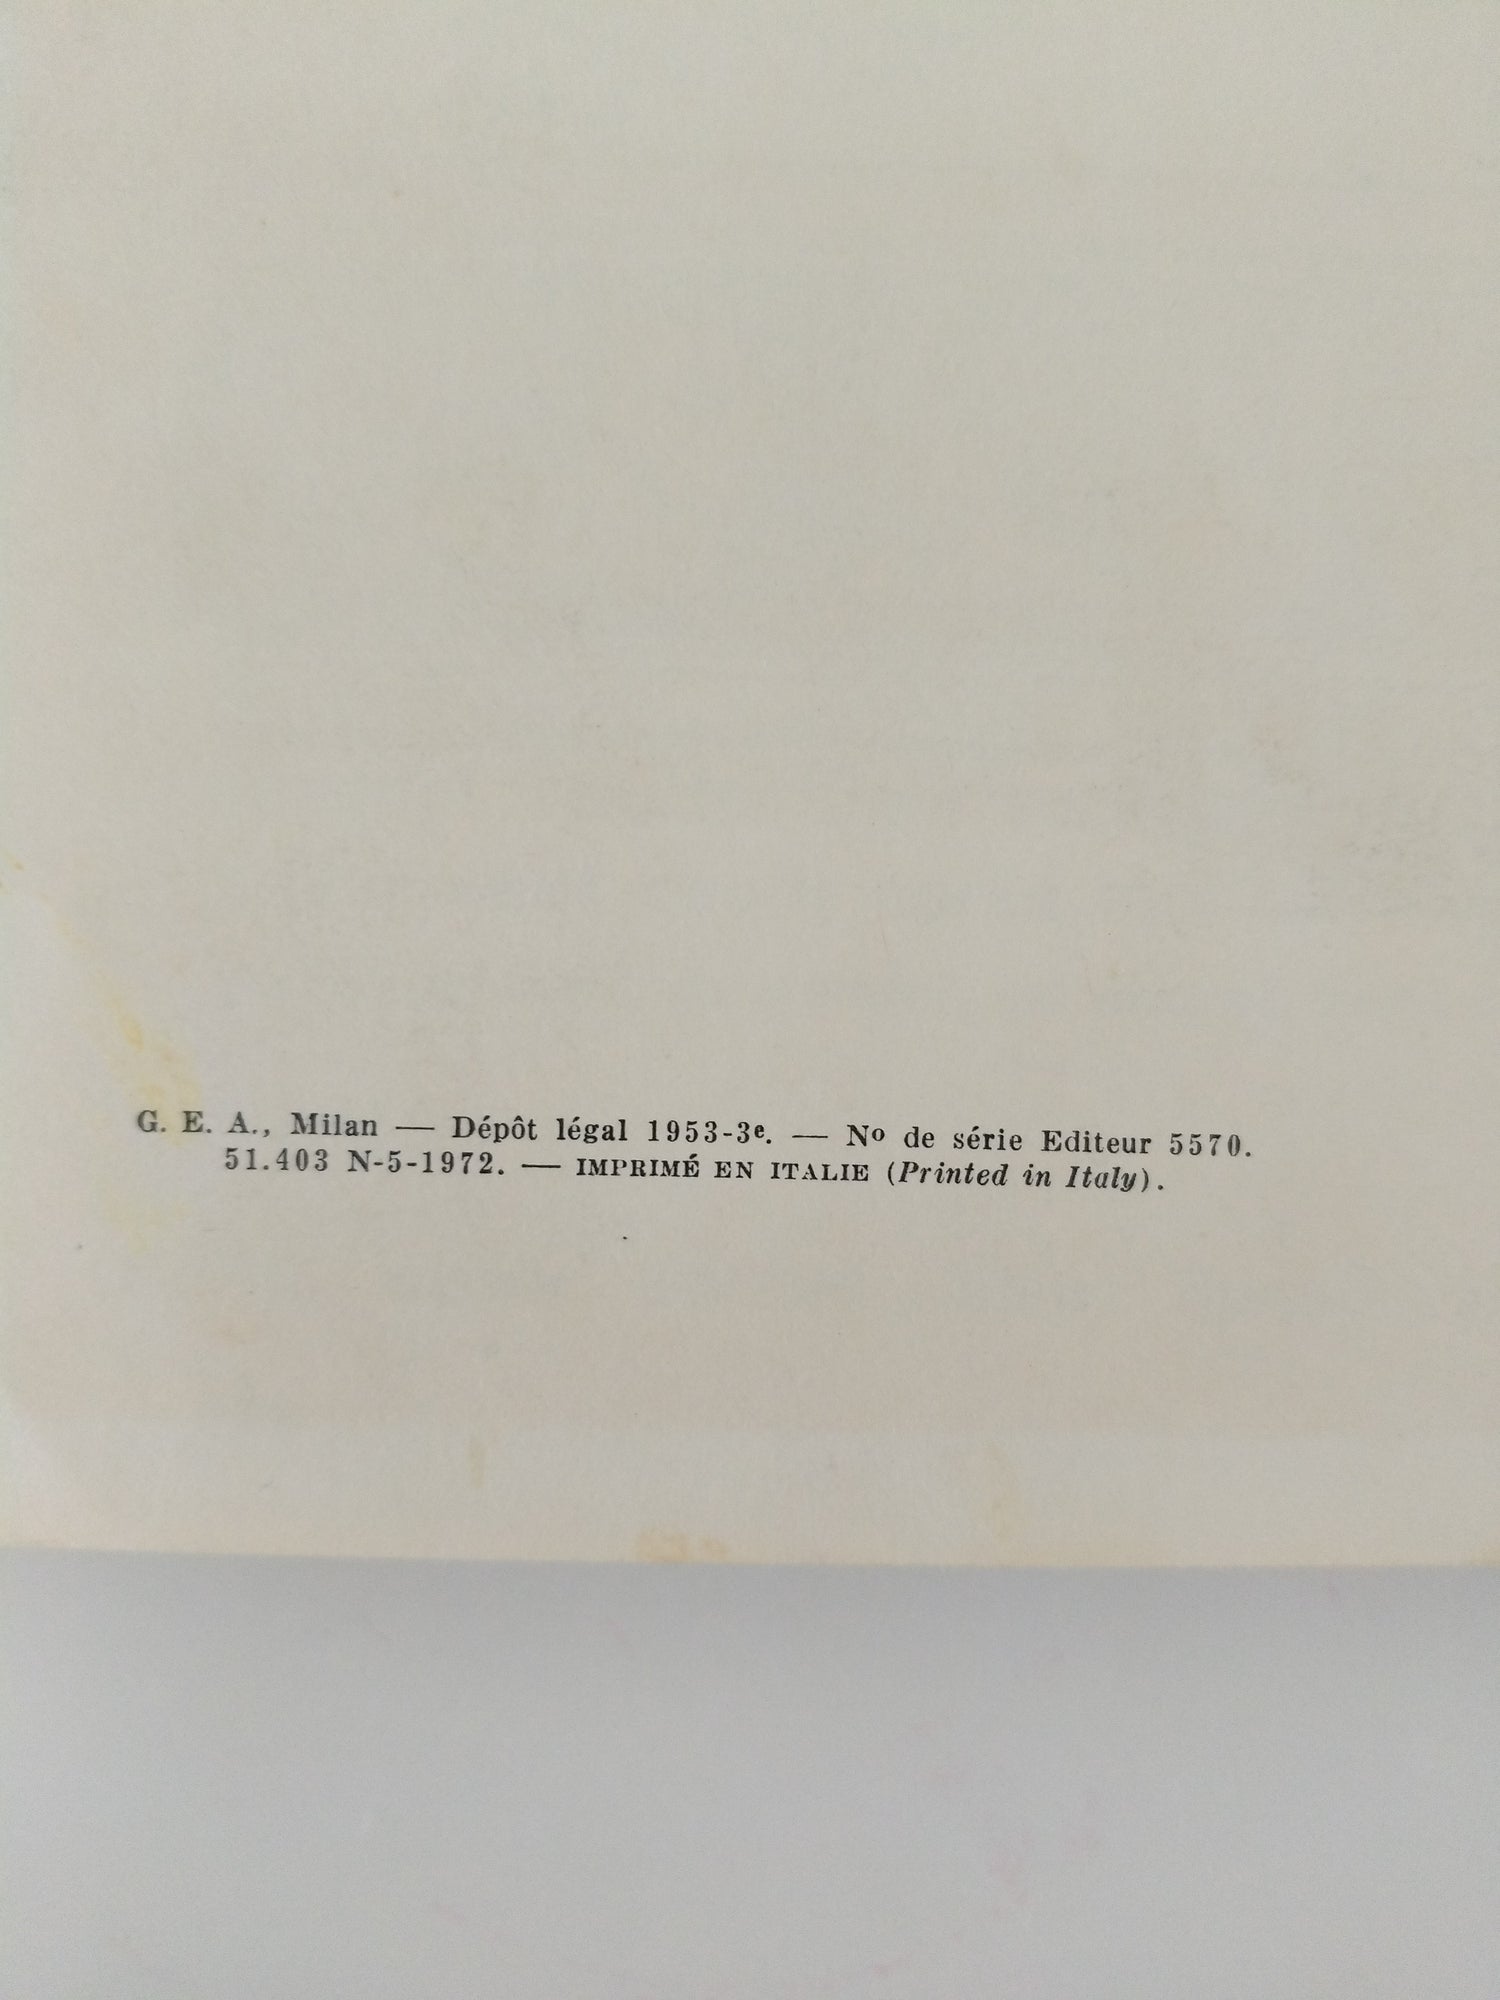 G. E. A., Milan — Dépôt légal 1953-3e. — No de série Editeur 5570.
51.403 N-5-1972. — IMPRIMÉ EN ITALIE (Printed in Italy).